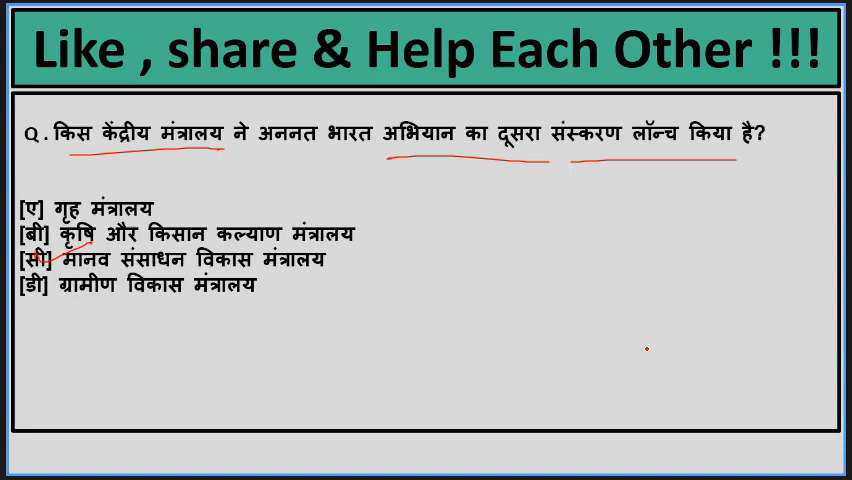 Like , share & Help Each Other !!!
Q . किस केंद्रीय मंत्रालय ने अननत भारत अभियान का दूसरा संस्करण लॉन्च किया है?
[ए] गृह मंत्रालय
[बी] कृषि और किसान कल्याण मंत्रालय
[सी] मानव संसाधन विकास मंत्रालय
[डी] ग्रामीण विकास मंत्रालय